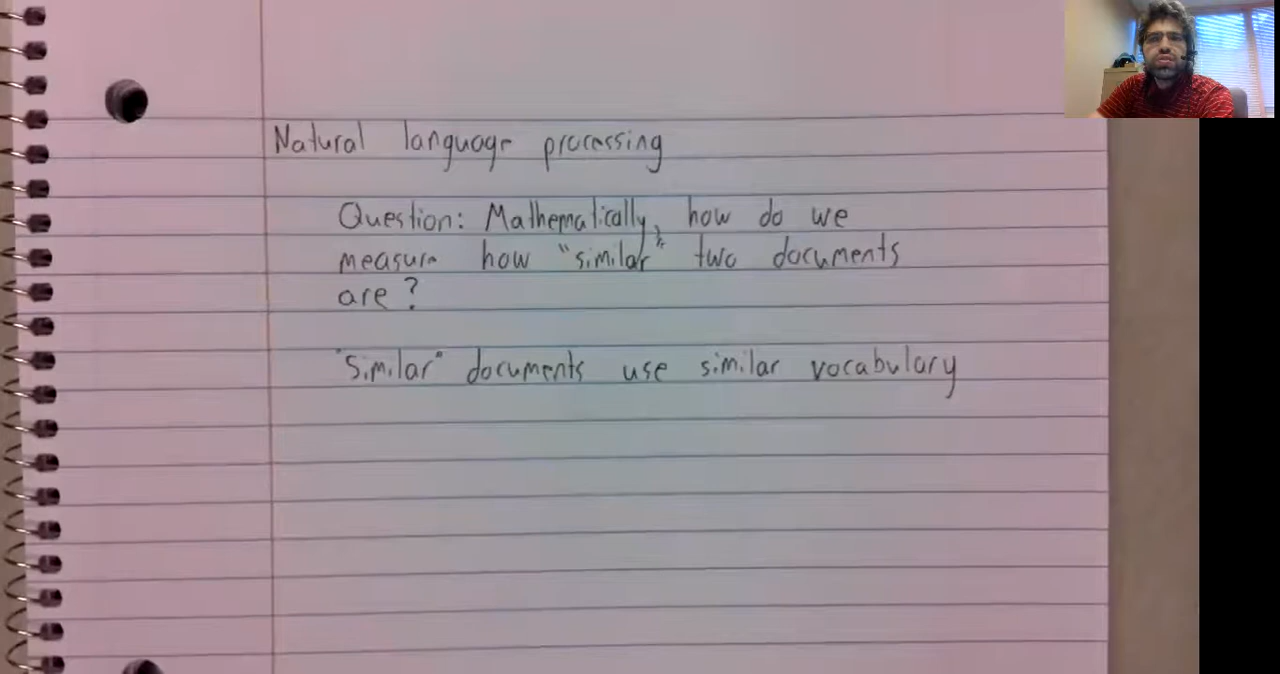 Natural language processing
Question: Mathematically, how do we
measure how "similar" two documents
are?
"Similar" documents use similar vocabulary